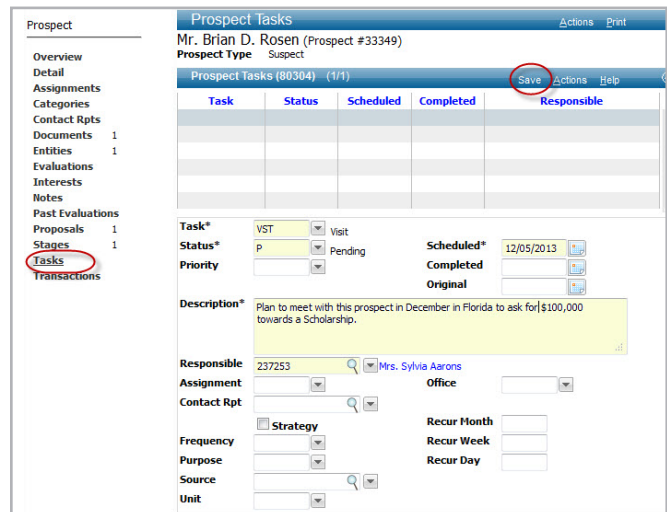 Prospect
Overview
Detail
Assignments
Categories
Contact Rpts
Documents 1
Entities 1
Evaluations
Interests
Notes
Past Evaluations
Proposals 1
Stages 1
Tasks
Transactions
Prospect Tasks Actions Print
Mr. Brian D. Rosen (Prospect #33349)
Prospect Type Suspect
Prospect Tasks (80304) (1/1) Save Actions Help
Task Status Scheduled Completed Responsible
Task* VST Visit
Status* P Pending Scheduled* 12/05/2013
Priority Completed
Original
Description* Plan to meet with this prospect in December in Florida to ask for $100,000
towards a Scholarship.
Responsible 237253 Mrs. Sylvia Aarons
Assignment Office
Contact Rpt
Strategy Recur Month
Frequency Recur Week
Purpose Recur Day
Source
Unit